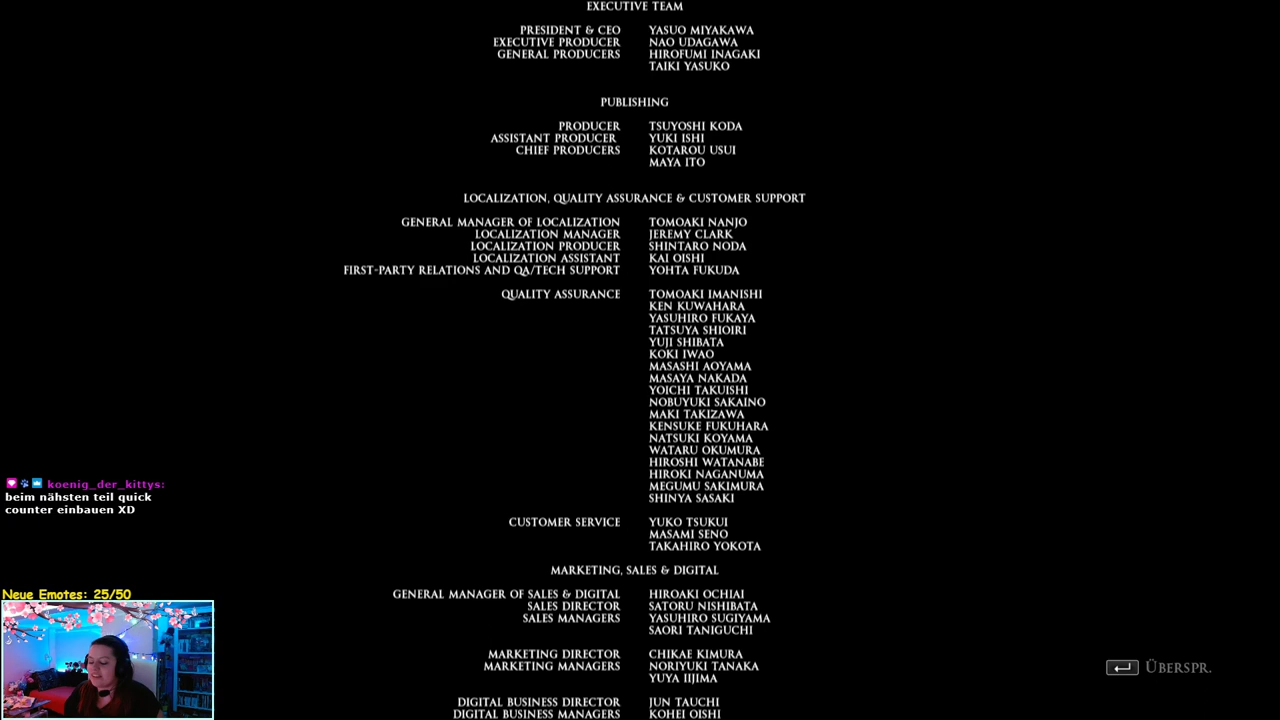 EXECUTIVE TEAM
PRESIDENT & CEO YASUO MIYAKAWA
EXECUTIVE PRODUCER NAO UDAGAWA
GENERAL PRODUCERS HIROFUMI INAGAKI
TAIKI YASUKO
PUBLISHING
PRODUCER TSUYOSHI KODA
ASSISTANT PRODUCER YUKI ISHI
CHIEF PRODUCERS KOTAROU USUI
MAYA ITO
LOCALIZATION, QUALITY ASSURANCE & CUSTOMER SUPPORT
GENERAL MANAGER OF LOCALIZATION TOMOAKI NANJO
LOCALIZATION MANAGER JEREMY CLARK
LOCALIZATION PRODUCER SHINTARO NODA
LOCALIZATION ASSISTANT KAI OISHI
FIRST-PARTY RELATIONS AND QA/TECH SUPPORT YOHTA FUKUDA
QUALITY ASSURANCE TOMOAKI IMANISHI
KEN KUWAHARA
YASUHIRO FUKAYA
TATSUYA SHIOIRI
YUJI SHIBATA
KOKI IWAO
MASASHI AOYAMA
MASAYA NAKADA
YOICHI TAKUISHI
NOBUYUKI SAKAINO
MAKI TAKIZAWA
KENSUKE FUKUHARA
NATSUKI KOYAMA
WATARU OKUMURA
HIROSHI WATANABE
HIROKI NAGANUMA
MEGUMU SAKIMURA
SHINYA SASAKI
CUSTOMER SERVICE YUKO TSUKUI
MASAMI SENO
TAKAHIRO YOKOTA
MARKETING, SALES & DIGITAL
GENERAL MANAGER OF SALES & DIGITAL HIROAKI OCHIAI
SALES DIRECTOR SATORU NISHIBATA
SALES MANAGERS YASUHIRO SUGIYAMA
SAORI TANIGUCHI
MARKETING DIRECTOR CHIKAE KIMURA
MARKETING MANAGERS NORIYUKI TANAKA
YUYA IIJIMA
DIGITAL BUSINESS DIRECTOR JUN TAUCHI
DIGITAL BUSINESS MANAGERS KOHEI OISHI
koenig_der_kittys:
beim nähsten teil quick
counter einbauen XD
Neue Emotes: 25/50
ÜBERSPR.